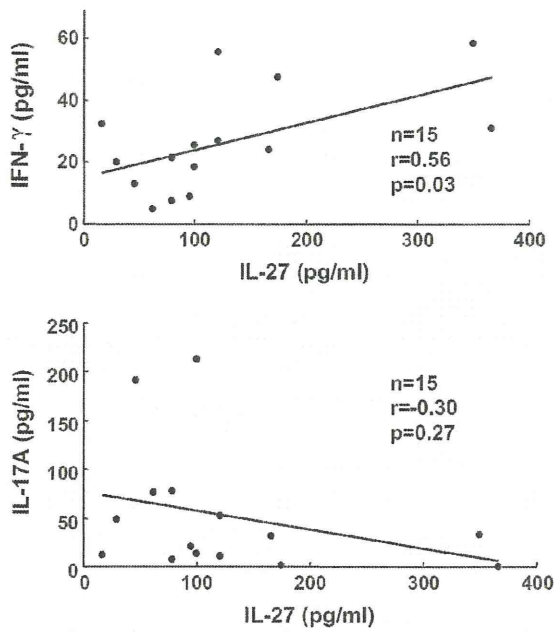 60
40
20
0
IFN-γ (pg/ml)
n=15
r=0.56
p=0.03
0 100 200 300 400
IL-27 (pg/ml)
250
200
150
100
50
0
IL-17A (pg/ml)
n=15
r=-0.30
p=0.27
0 100 200 300 400
IL-27 (pg/ml)